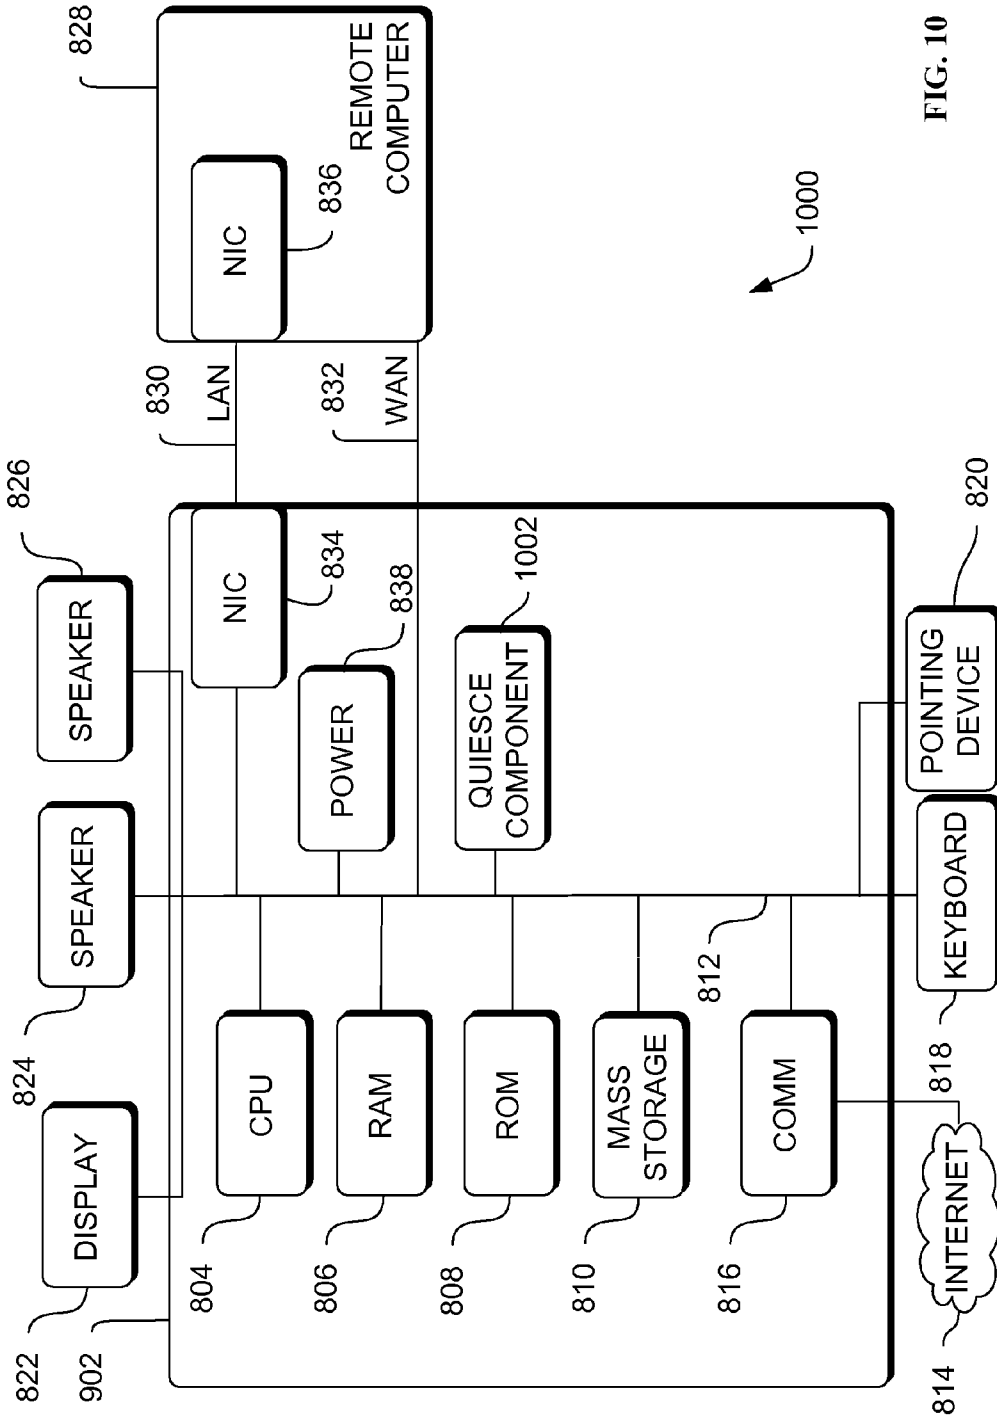 822
902
DISPLAY
824
SPEAKER
SPEAKER
826
804
CPU
806
RAM
808
ROM
810
MASS
STORAGE
816
COMM
812
NIC
834
POWER
838
QUIESCE
COMPONENT
1002
830
LAN
832
WAN
828
NIC
836
REMOTE
COMPUTER
814
INTERNET
818
KEYBOARD
POINTING
DEVICE
820
1000
FIG. 10